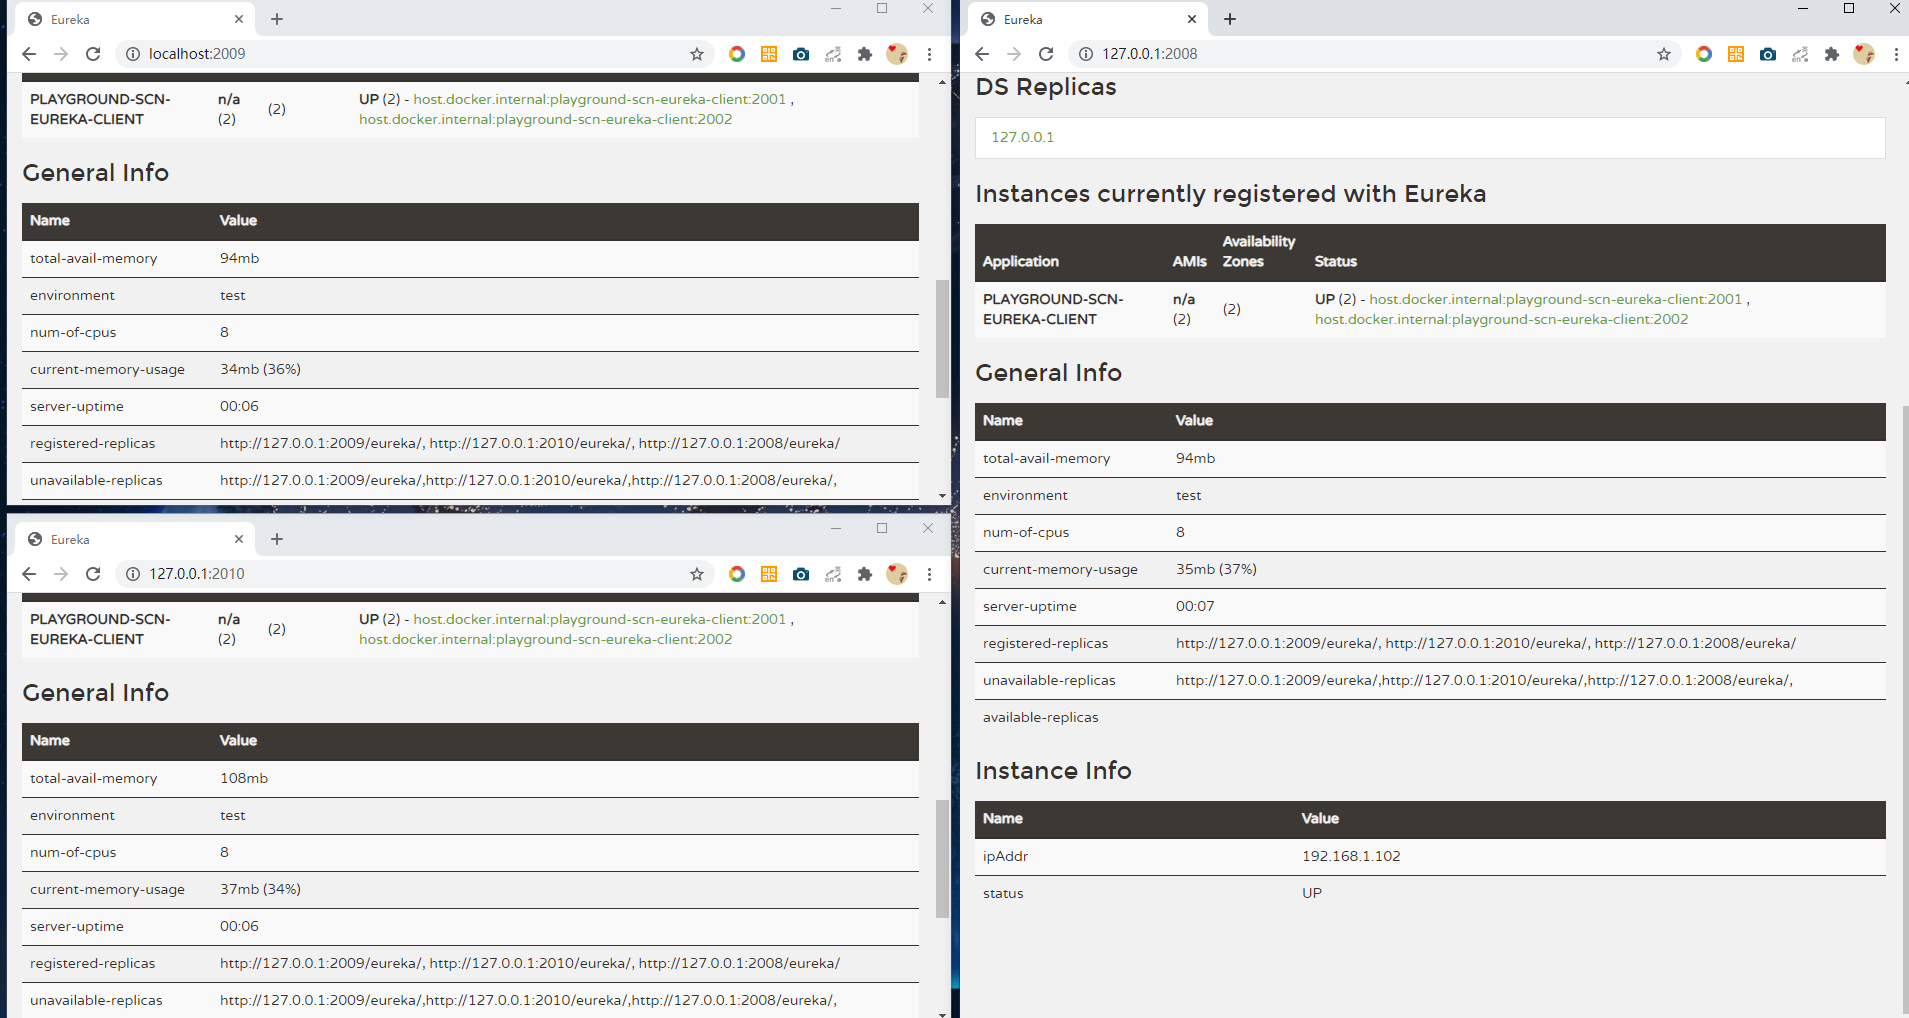 Eureka
localhost:2009
PLAYGROUND-SCN-
EUREKA-CLIENT
n/a
(2)
(2)
UP (2) - host.docker.internal:playground-scn-eureka-client:2001 ,
host.docker.internal:playground-scn-eureka-client:2002
General Info
Name Value
total-avail-memory 94mb
environment test
num-of-cpus 8
current-memory-usage 34mb (36%)
server-uptime 00:06
registered-replicas http://127.0.0.1:2009/eureka/, http://127.0.0.1:2010/eureka/, http://127.0.0.1:2008/eureka/
unavailable-replicas http://127.0.0.1:2009/eureka/,http://127.0.0.1:2010/eureka/,http://127.0.0.1:2008/eureka/,
Eureka
127.0.0.1:2010
PLAYGROUND-SCN-
EUREKA-CLIENT
n/a
(2)
(2)
UP (2) - host.docker.internal:playground-scn-eureka-client:2001 ,
host.docker.internal:playground-scn-eureka-client:2002
General Info
Name Value
total-avail-memory 108mb
environment test
num-of-cpus 8
current-memory-usage 37mb (34%)
server-uptime 00:06
registered-replicas http://127.0.0.1:2009/eureka/, http://127.0.0.1:2010/eureka/, http://127.0.0.1:2008/eureka/
unavailable-replicas http://127.0.0.1:2009/eureka/,http://127.0.0.1:2010/eureka/,http://127.0.0.1:2008/eureka/,
Eureka
127.0.0.1:2008
DS Replicas
127.0.0.1
Instances currently registered with Eureka
Application AMIs Availability
Zones Status
PLAYGROUND-SCN-
EUREKA-CLIENT
n/a
(2)
(2)
UP (2) - host.docker.internal:playground-scn-eureka-client:2001 ,
host.docker.internal:playground-scn-eureka-client:2002
General Info
Name Value
total-avail-memory 94mb
environment test
num-of-cpus 8
current-memory-usage 35mb (37%)
server-uptime 00:07
registered-replicas http://127.0.0.1:2009/eureka/, http://127.0.0.1:2010/eureka/, http://127.0.0.1:2008/eureka/
unavailable-replicas http://127.0.0.1:2009/eureka/,http://127.0.0.1:2010/eureka/,http://127.0.0.1:2008/eureka/,
available-replicas
Instance Info
Name Value
ipAddr 192.168.1.102
status UP